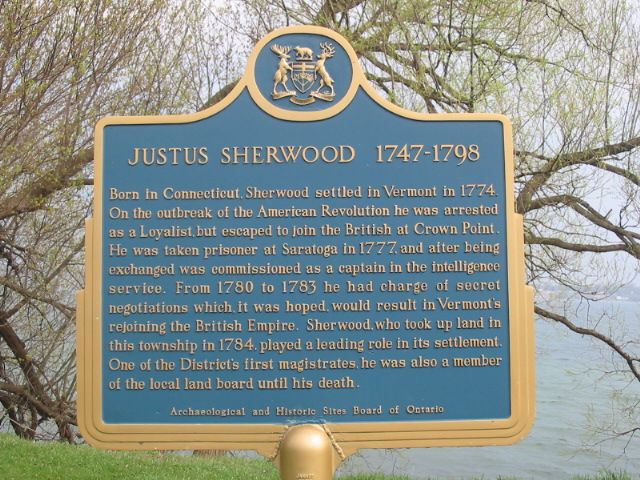 JUSTUS SHERWOOD 1747-1798
Born in Connecticut, Sherwood settled in Vermont in 1774.
On the outbreak of the American Revolution he was arrested
as a Loyalist, but escaped to join the British at Crown Point.
He was taken prisoner at Saratoga in 1777, and after being
exchanged was commissioned as a captain in the intelligence
service. From 1780 to 1783 he had charge of secret
negotiations which, it was hoped, would result in Vermont's
rejoining the British Empire. Sherwood, who took up land in
this township in 1784, played a leading role in its settlement.
One of the District's first magistrates, he was also a member
of the local land board until his death.
Archaeological and Historic Sites Board of Ontario